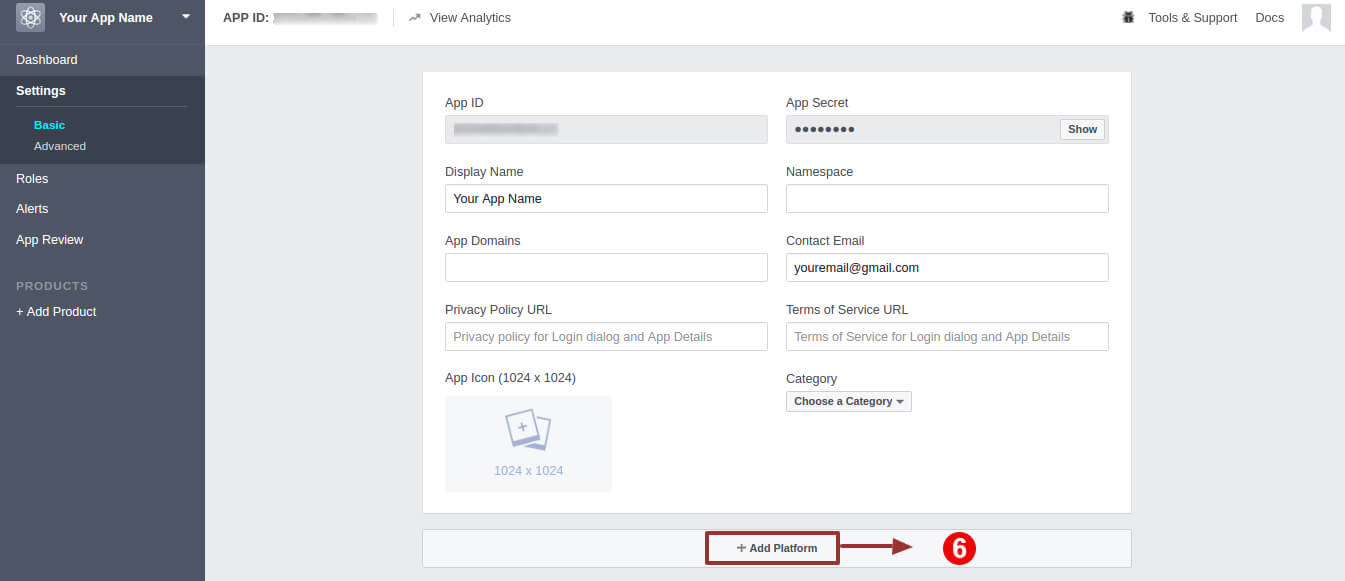 Your App Name
APP ID:
View Analytics
Tools & Support
Docs
Dashboard
Settings
Basic
Advanced
Roles
Alerts
App Review
PRODUCTS
+ Add Product
App ID
App Secret
●●●●●●●●
Show
Display Name
Namespace
Your App Name
App Domains
Contact Email
youremail@gmail.com
Privacy Policy URL
Terms of Service URL
Privacy policy for Login dialog and App Details
Terms of Service for Login dialog and App Details
App Icon (1024 x 1024)
Category
Choose a Category
1024 x 1024
+ Add Platform
6